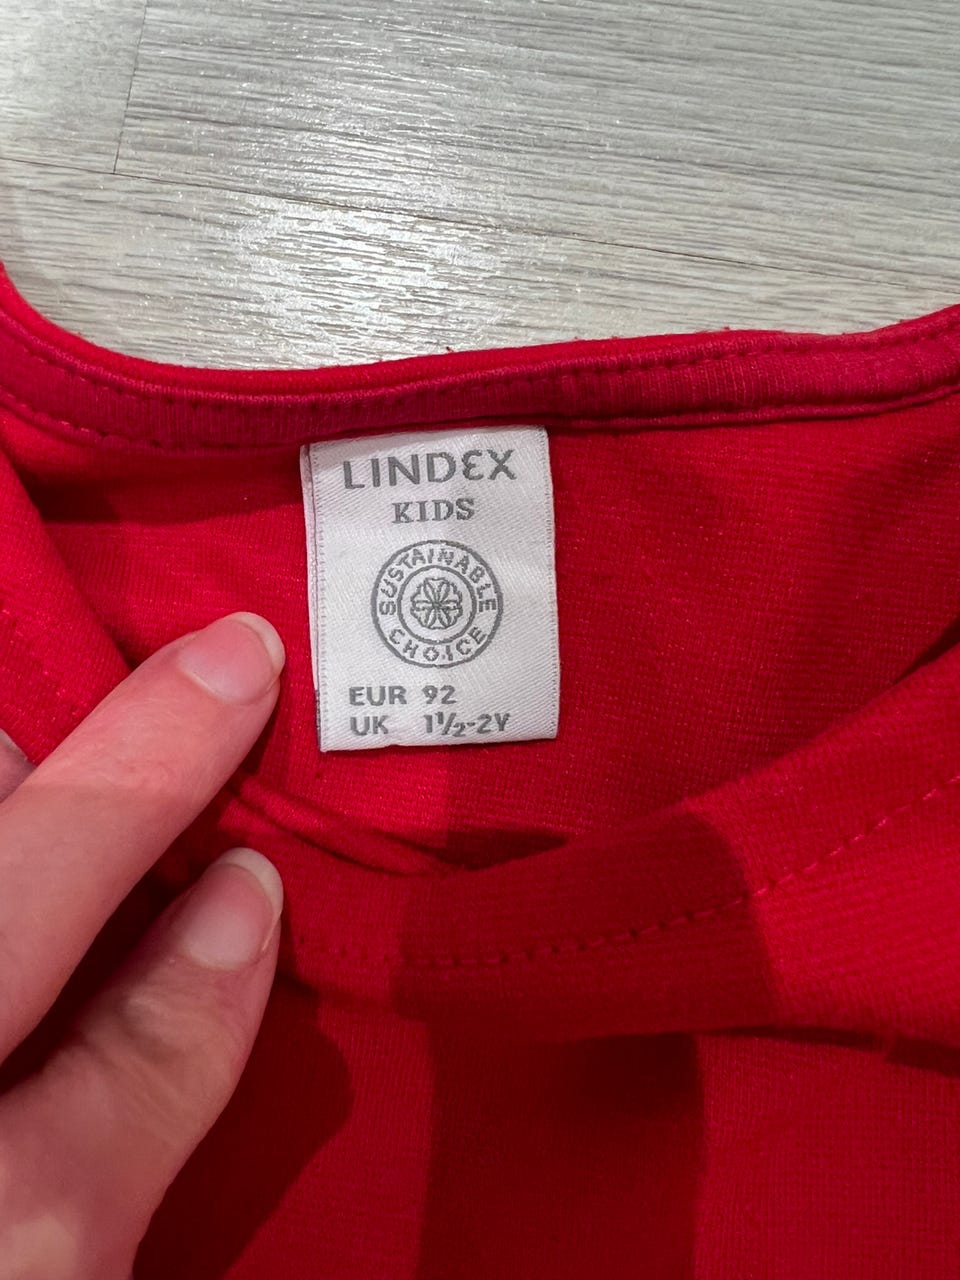 LINDEX
KIDS
SUSTAINABLE
CHOICE
EUR 92
UK 1½-2Y